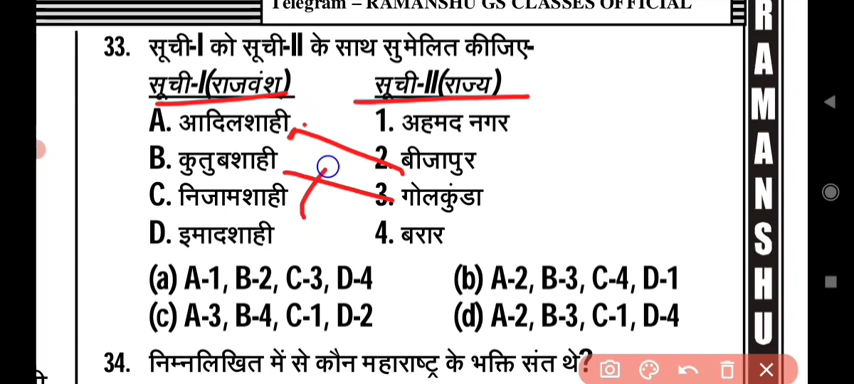 Telegram – RAMANSHU GS CLASSES OFFICIAL
33. सूची-I को सूची-II के साथ सुमेलित कीजिए-
सूची-I(राजवंश) सूची-II(राज्य)
A. आदिलशाही 1. अहमद नगर
B. कुतुबशाही 2. बीजापुर
C. निजामशाही 3. गोलकुंडा
D. इमादशाही 4. बरार
(a) A-1, B-2, C-3, D-4 (b) A-2, B-3, C-4, D-1
(c) A-3, B-4, C-1, D-2 (d) A-2, B-3, C-1, D-4
34. निम्नलिखित में से कौन महाराष्ट्र के भक्ति संत थे?
RAMANSHU